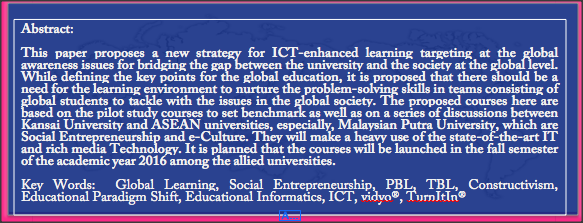 Abstract:
This paper proposes a new strategy for ICT-enhanced learning targeting at the global
awareness issues for bridging the gap between the university and the society at the global level.
While defining the key points for the global education, it is proposed that there should be a
need for the learning environment to nurture the problem-solving skills in teams consisting of
global students to tackle with the issues in the global society. The proposed courses here are
based on the pilot study courses to set benchmark as well as on a series of discussions between
Kansai University and ASEAN universities, especially, Malaysian Putra University, which are
Social Entrepreneurship and e-Culture. They will make a heavy use of the state-of-the-art IT
and rich media Technology. It is planned that the courses will be launched in the fall semester
of the academic year 2016 among the allied universities.
Key Words: Global Learning, Social Entrepreneurship, PBL, TBL, Constructivism,
Educational Paradigm Shift, Educational Informatics, ICT, vidyo®, TurnItIn®